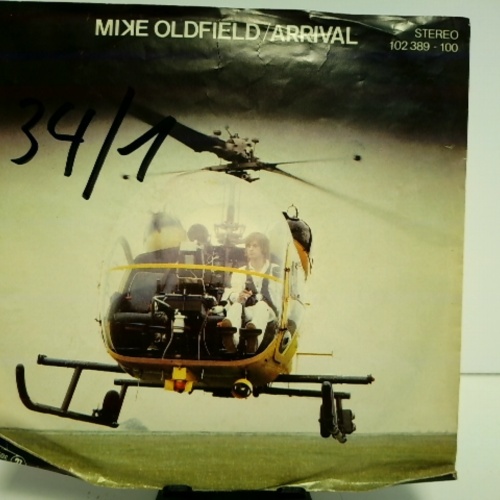 MIKE OLDFIELD/ARRIVAL
STEREO
102 389 - 100
34/1